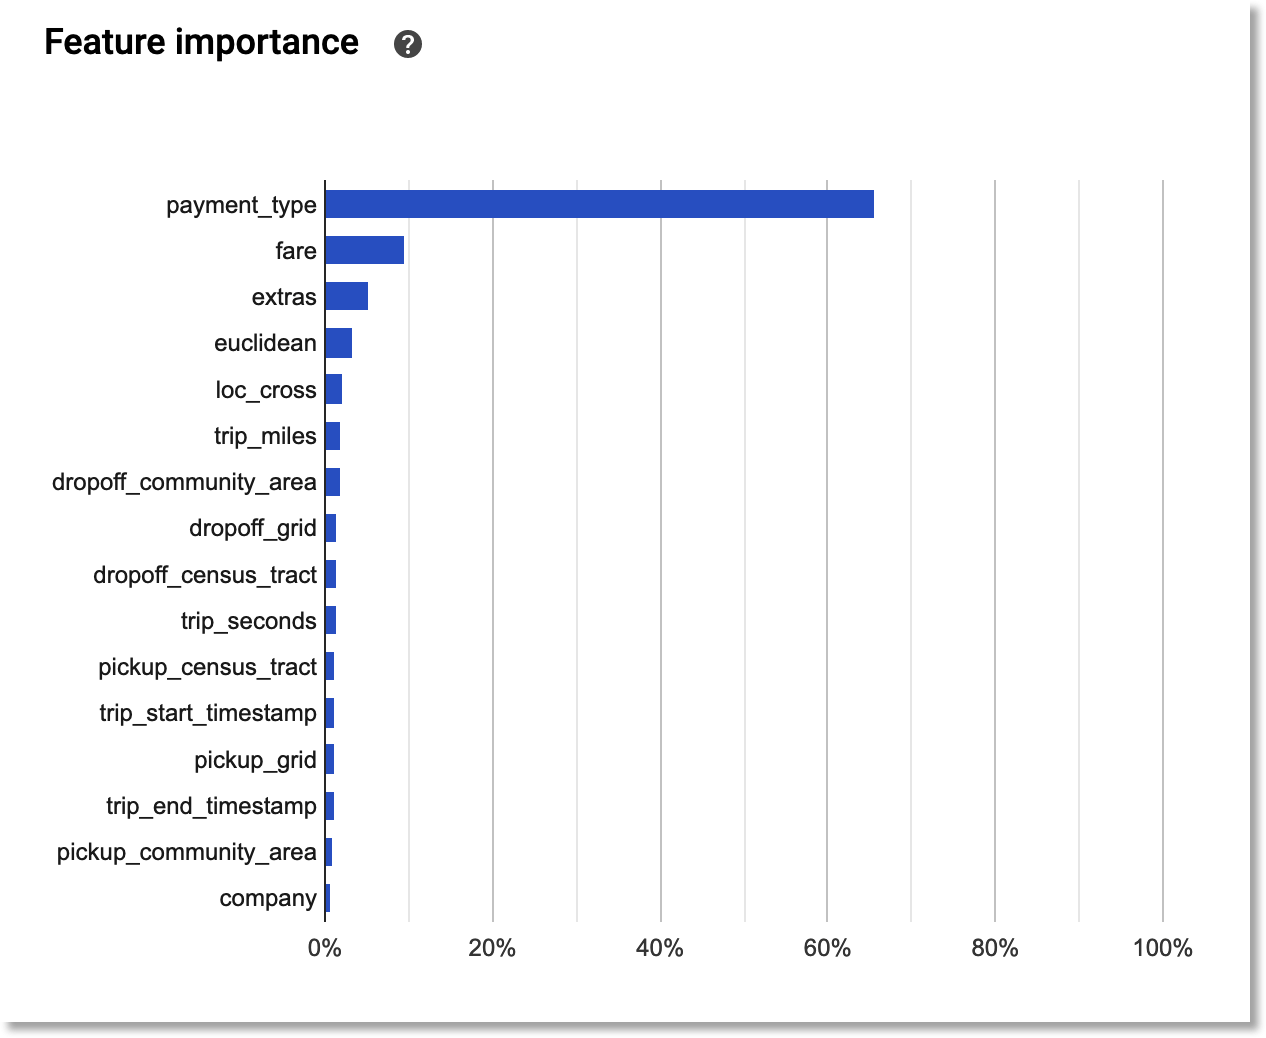 Feature importance ?
payment_type
fare
extras
euclidean
loc_cross
trip_miles
dropoff_community_area
dropoff_grid
dropoff_census_tract
trip_seconds
pickup_census_tract
trip_start_timestamp
pickup_grid
trip_end_timestamp
pickup_community_area
company
0% 20% 40% 60% 80% 100%